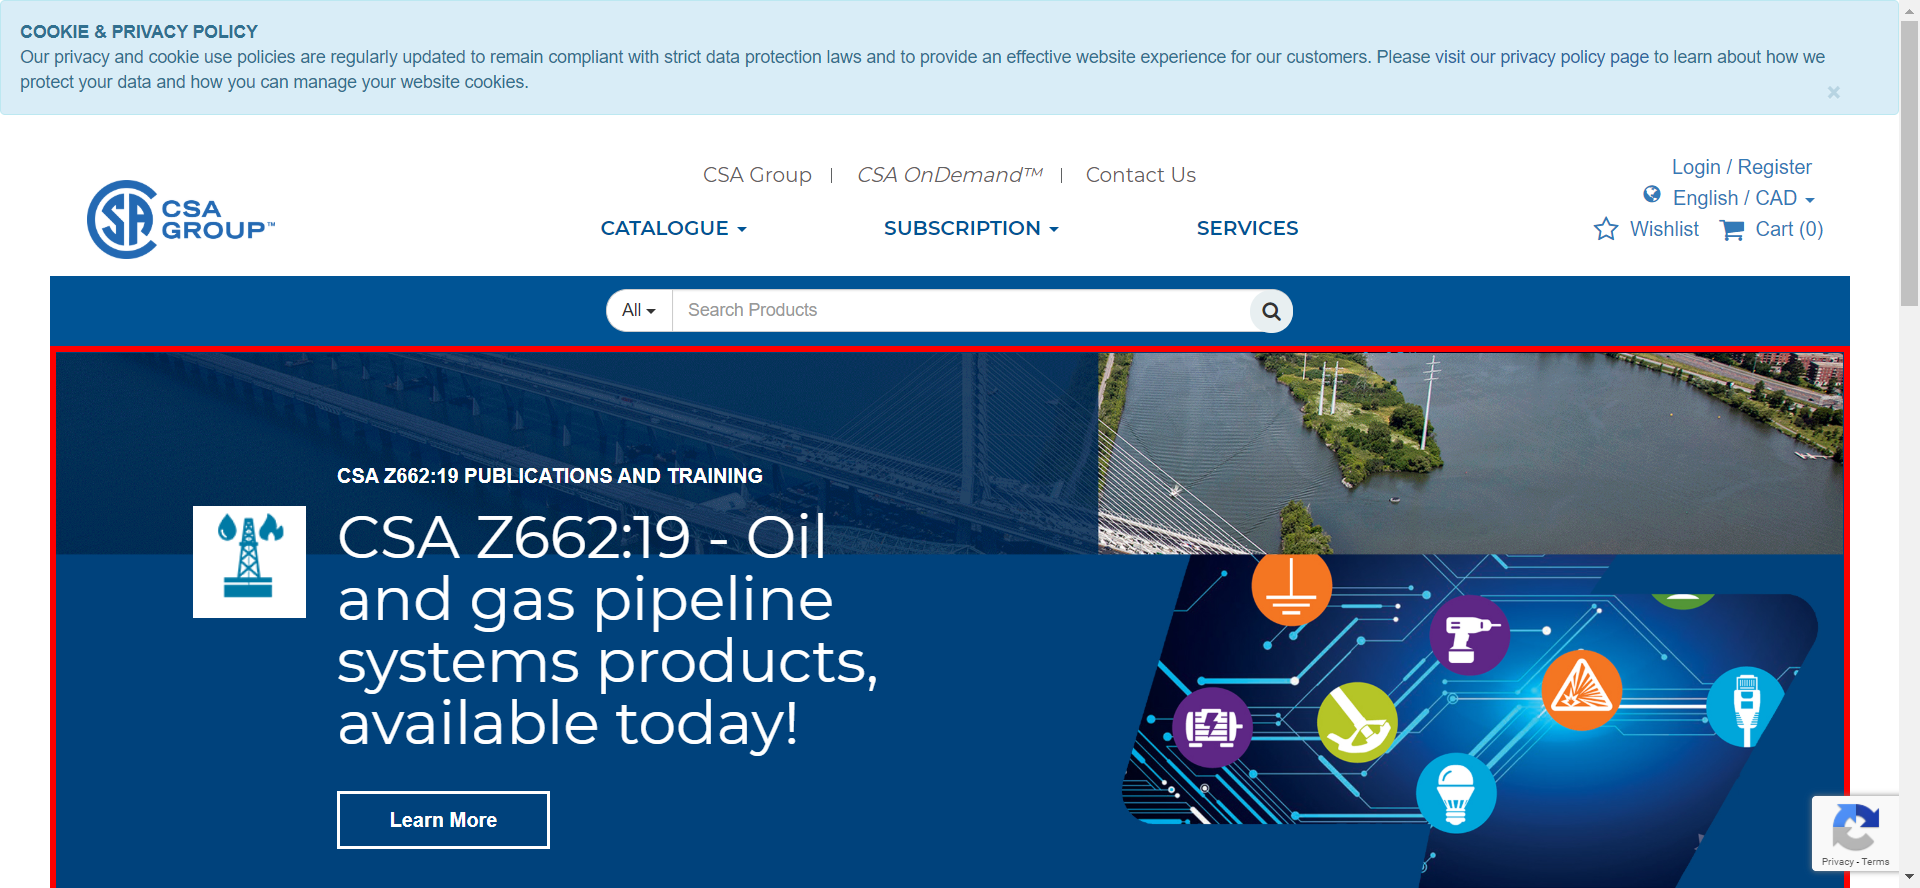 COOKIE & PRIVACY POLICY
Our privacy and cookie use policies are regularly updated to remain compliant with strict data protection laws and to provide an effective website experience for our customers. Please visit our privacy policy page to learn about how we
protect your data and how you can manage your website cookies.
×
CSA Group
CSA OnDemand™
Contact Us
Login / Register
English / CAD
Wishlist
Cart (0)
CSA
GROUP™
CATALOGUE
SUBSCRIPTION
SERVICES
All
Search Products
CSA Z662:19 PUBLICATIONS AND TRAINING
CSA Z662:19 - Oil
and gas pipeline
systems products,
available today!
Learn More
Privacy - Terms